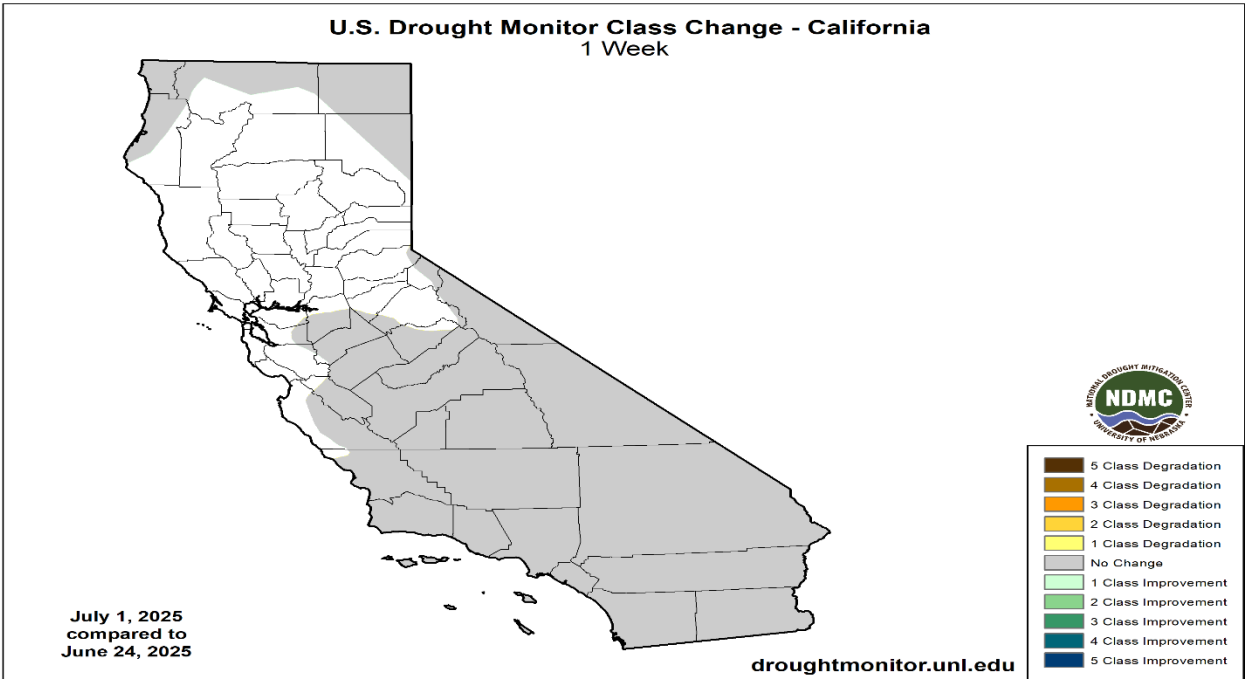 U.S. Drought Monitor Class Change - California
1 Week
NATIONAL DROUGHT MITIGATION CENTER
NDMC
UNIVERSITY OF NEBRASKA
5 Class Degradation
4 Class Degradation
3 Class Degradation
2 Class Degradation
1 Class Degradation
No Change
1 Class Improvement
2 Class Improvement
3 Class Improvement
4 Class Improvement
5 Class Improvement
July 1, 2025
compared to
June 24, 2025
droughtmonitor.unl.edu